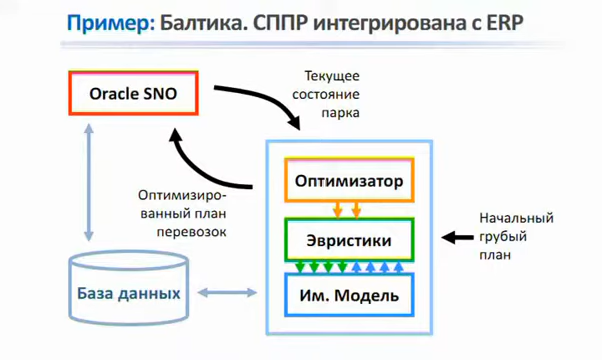 Пример: Балтика. СППР интегрирована с ERP
Oracle SNO
Текущее
состояние
парка
Оптимизатор
Оптимизиро-
ванный план
перевозок
Эвристики
Начальный
грубый
план
База данных
Им. Модель